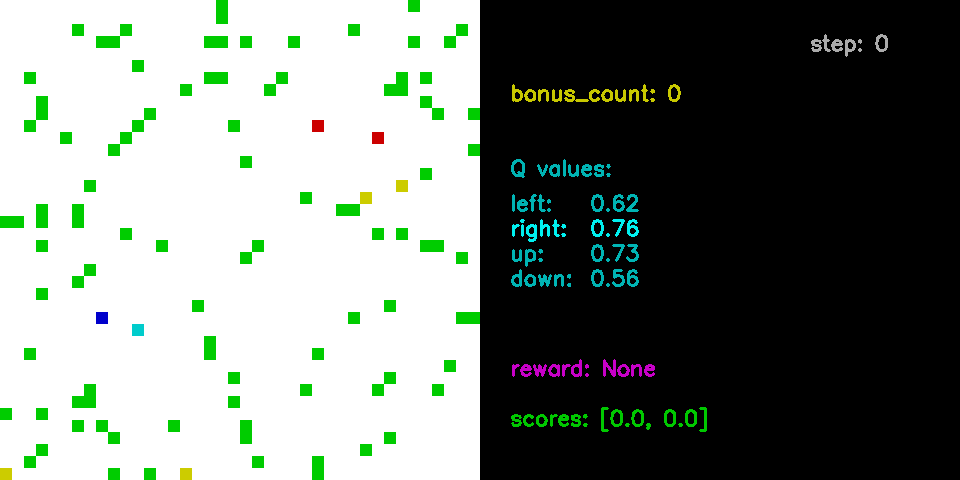 step: 0
bonus_count: 0
Q values:
left: 0.62
right: 0.76
up: 0.73
down: 0.56
reward: None
scores: [0.0, 0.0]